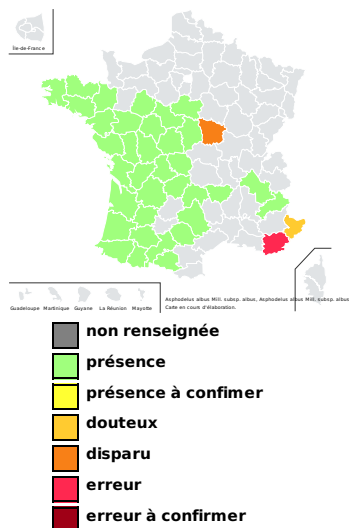 Île-de-France
Guadeloupe Martinique Guyane La Réunion Mayotte
Asphodelus albus Mill. subsp. albus, Asphodelus albus Mill. subsp. albus
Carte en cours d'élaboration.
non renseignée
présence
présence à confimer
douteux
disparu
erreur
erreur à confirmer